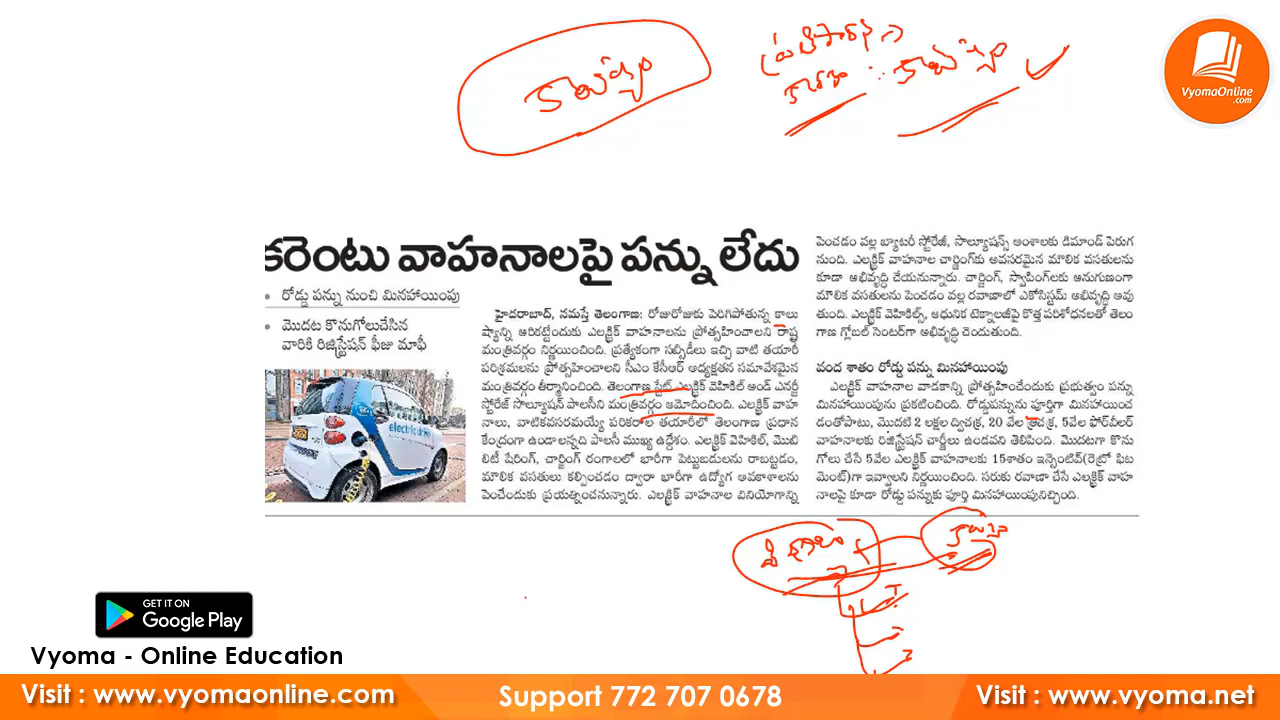 కాలుష్యం
కారణం : కాలుష్యం
VyomaOnline
.com
కరెంటు వాహనాలపై పన్ను లేదు
• రోడ్డు పన్ను నుంచి మినహాయింపు
• మొదట కొనుగోలుచేసిన
వారికి రిజిస్ట్రేషన్ ఫీజు మాఫీ
electric drive
హైదరాబాద్, నమస్తే తెలంగాణ: రోజురోజుకు పెరిగిపోతున్న కాలు
ష్యాన్ని అరికట్టేందుకు ఎలక్ట్రిక్ వాహనాలను ప్రోత్సహించాలని రాష్ట్ర
మంత్రివర్గం నిర్ణయించింది. ప్రత్యేకంగా సబ్సిడీలు ఇచ్చి వాటి తయారీ
పరిశ్రమలను ప్రోత్సహించాలని సీఎం కేసీఆర్ అధ్యక్షతన సమావేశమైన
మంత్రివర్గం తీర్మానించింది. తెలంగాణ స్టేట్ ఎలక్ట్రిక్ వెహికిల్ అండ్ ఎనర్జీ
స్టోరేజ్ సొల్యూషన్ పాలసీని మంత్రివర్గం ఆమోదించింది. ఎలక్ట్రిక్ వాహ
నాలు, వాటికవసరమయ్యే పరికరాల తయారీలో తెలంగాణ ప్రధాన
కేంద్రంగా ఉండాలన్నది పాలసీ ముఖ్య ఉద్దేశం. ఎలక్ట్రిక్ వెహికిల్, మొబి
లిటీ షేరింగ్, చార్జింగ్ రంగాలలో భారీగా పెట్టుబడులను రాబట్టడం,
మౌలిక వసతులు కల్పించడం ద్వారా భారీగా ఉద్యోగ అవకాశాలను
పెంచేందుకు ప్రయత్నించనున్నారు. ఎలక్ట్రిక్ వాహనాల వినియోగాన్ని
పెంచడం వల్ల బ్యాటరీ స్టోరేజీ, సొల్యూషన్స్ అంశాలకు డిమాండ్ పెరుగ
నుంది. ఎలక్ట్రిక్ వాహనాల చార్జింగ్‌కు అవసరమైన మౌలిక వసతులను
కూడా అభివృద్ధి చేయనున్నారు. చార్జింగ్, స్వాపింగ్‌లకు అనుగుణంగా
మౌలిక వసతులను పెంచడం వల్ల రవాణాలో ఎకోసిస్టమ్ అభివృద్ధి అవు
తుంది. ఎలక్ట్రిక్ వెహికిల్స్, అధునిక టెక్నాలజీపై కొత్త పరిశోధనలతో తెలం
గాణ గ్లోబల్ సెంటర్‌గా అభివృద్ధి చెందుతుంది.
వంద శాతం రోడ్డు పన్ను మినహాయింపు
ఎలక్ట్రిక్ వాహనాల వాడకాన్ని ప్రోత్సహించేందుకు ప్రభుత్వం పన్ను
మినహాయింపును ప్రకటించింది. రోడ్డుపన్నును పూర్తిగా మినహాయించ
డంతోపాటు, మొదటి 2 లక్షల ద్విచక్ర, 20 వేల త్రిచక్ర, 5వేల ఫోర్‌వీలర్
వాహనాలకు రిజిస్ట్రేషన్ చార్జీలు ఉండవని తెలిపింది. మొదటగా కొను
గోలు చేసే 5వేల ఎలక్ట్రిక్ వాహనాలకు 15శాతం ఇన్సెంటివ్(రెట్రో ఫిట
మెంట్)గా ఇవ్వాలని నిర్ణయించింది. సరుకు రవాణా చేసే ఎలక్ట్రిక్ వాహ
నాలపై కూడా రోడ్డు పన్నుకు పూర్తి మినహాయింపునిచ్చింది.
GET IT ON
Google Play
Vyoma - Online Education
Visit : www.vyomaonline.com
Support 772 707 0678
Visit : www.vyoma.net